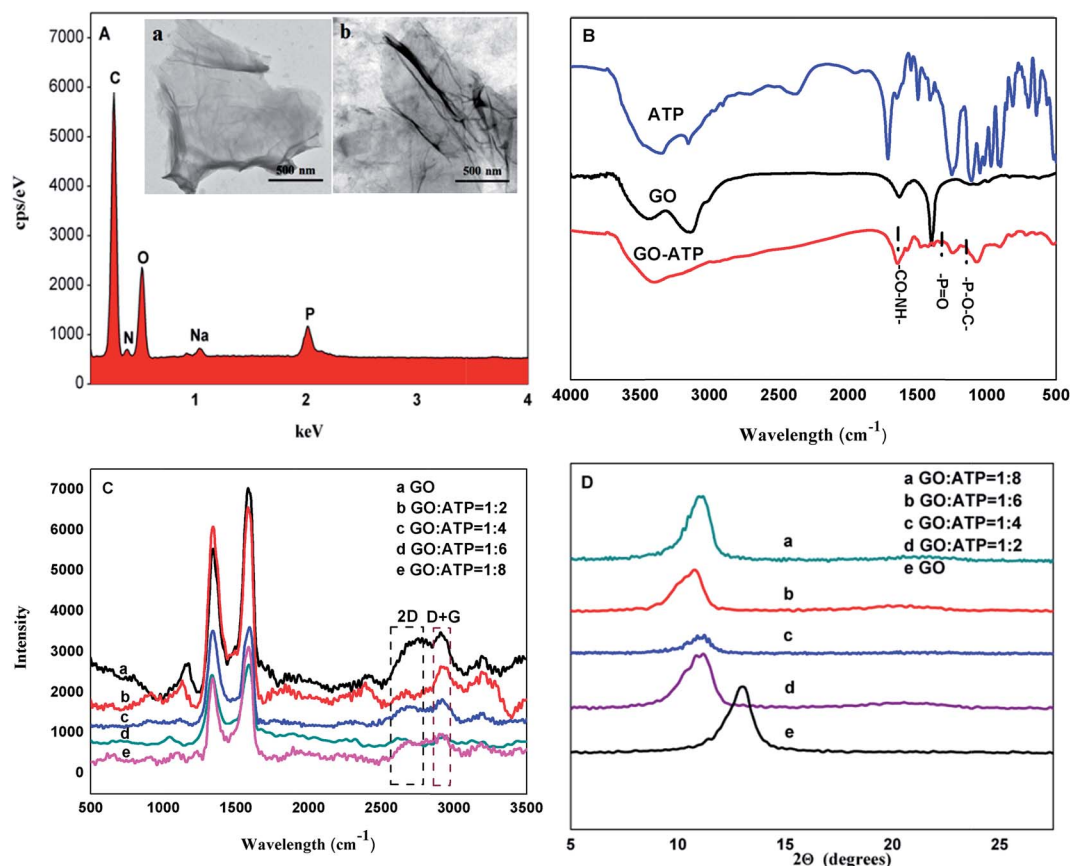 A
a
b
500 nm
500 nm
C
N
O
Na
P
7000
6000
5000
4000
3000
2000
1000
0
cps/eV
1
2
3
4
keV
B
ATP
GO
GO-ATP
-CO-NH-
-P=O
-P-O-C-
4000 3500 3000 2500 2000 1500 1000 500
Wavelength (cm-1)
C
a GO
b GO:ATP=1:2
c GO:ATP=1:4
d GO:ATP=1:6
e GO:ATP=1:8
2D D+G
a
b
c
d
e
7000
6000
5000
4000
3000
2000
1000
0
Intensity
500 1000 1500 2000 2500 3000 3500
Wavelength (cm-1)
D
a GO:ATP=1:8
b GO:ATP=1:6
c GO:ATP=1:4
d GO:ATP=1:2
e GO
a
b
c
d
e
5 10 15 20 25
2Θ (degrees)